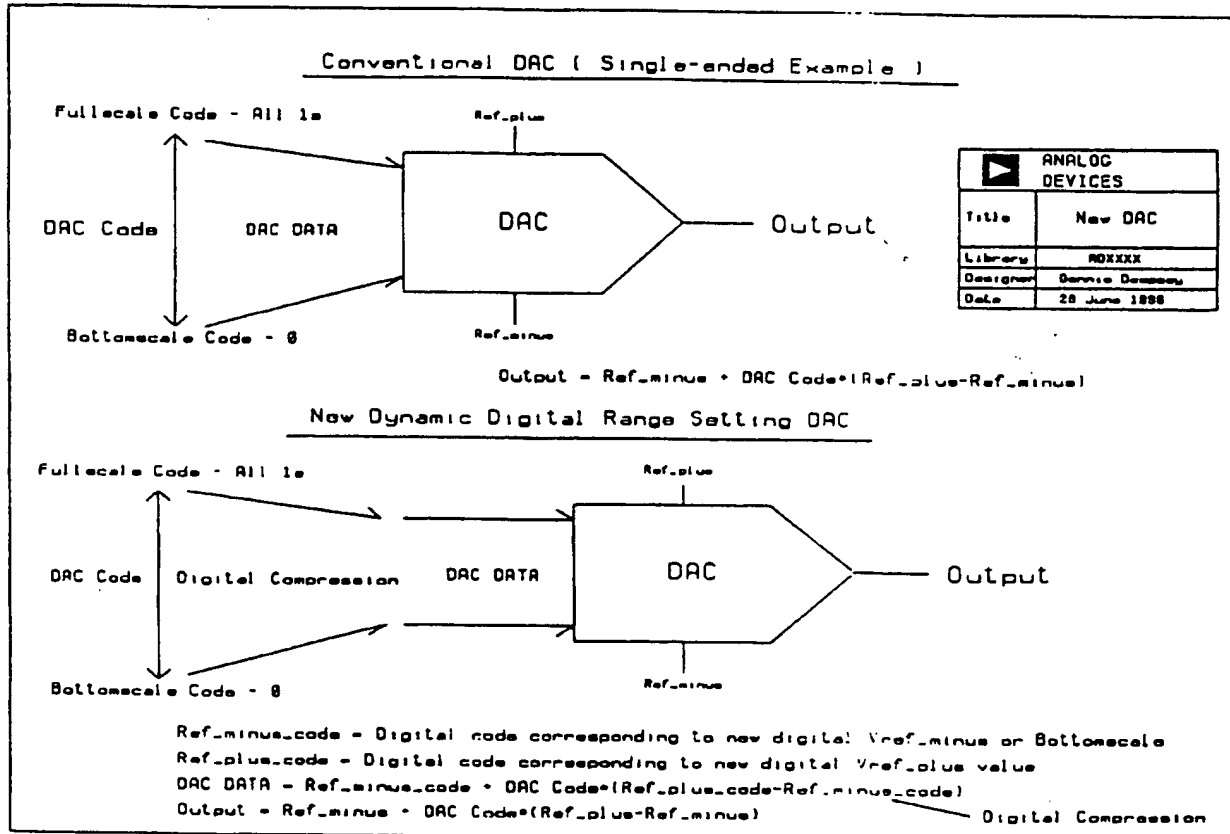 Conventional DAC ( Single-ended Example )
Fullscale Code - All 1s
Ref_plus
DAC Code
DAC DATA
DAC
Output
Bottomscale Code - 0
Ref_minus
Output = Ref_minus + DAC Code*(Ref_plus-Ref_minus)
ANALOG
DEVICES
Title New DAC
Library ADXXXX
Designer Dennis Dempsey
Date 28 June
New Dynamic Digital Range Setting DAC
Fullscale Code - All 1s
Ref_plus
DAC Code
Digital Compression
DAC DATA
DAC
Output
Bottomscale Code - 0
Ref_minus
Ref_minus_code = Digital code corresponding to new digital Vref_minus or Bottomscale
Ref_plus_code = Digital code corresponding to new digital Vref_plus value
DAC DATA = Ref_minus_code + DAC Code*(Ref_plus_code-Ref_minus_code)
Output = Ref_minus + DAC Code*(Ref_plus-Ref_minus)
Digital Compression